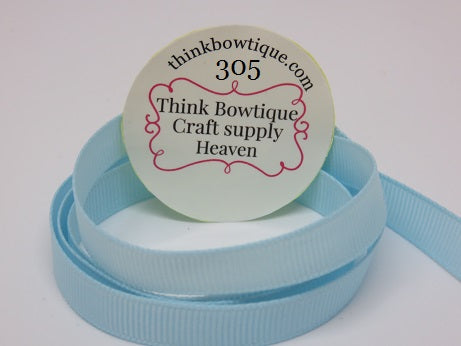 thinkbowtique.com
305
Think Bowtique
Craft supply
Heaven